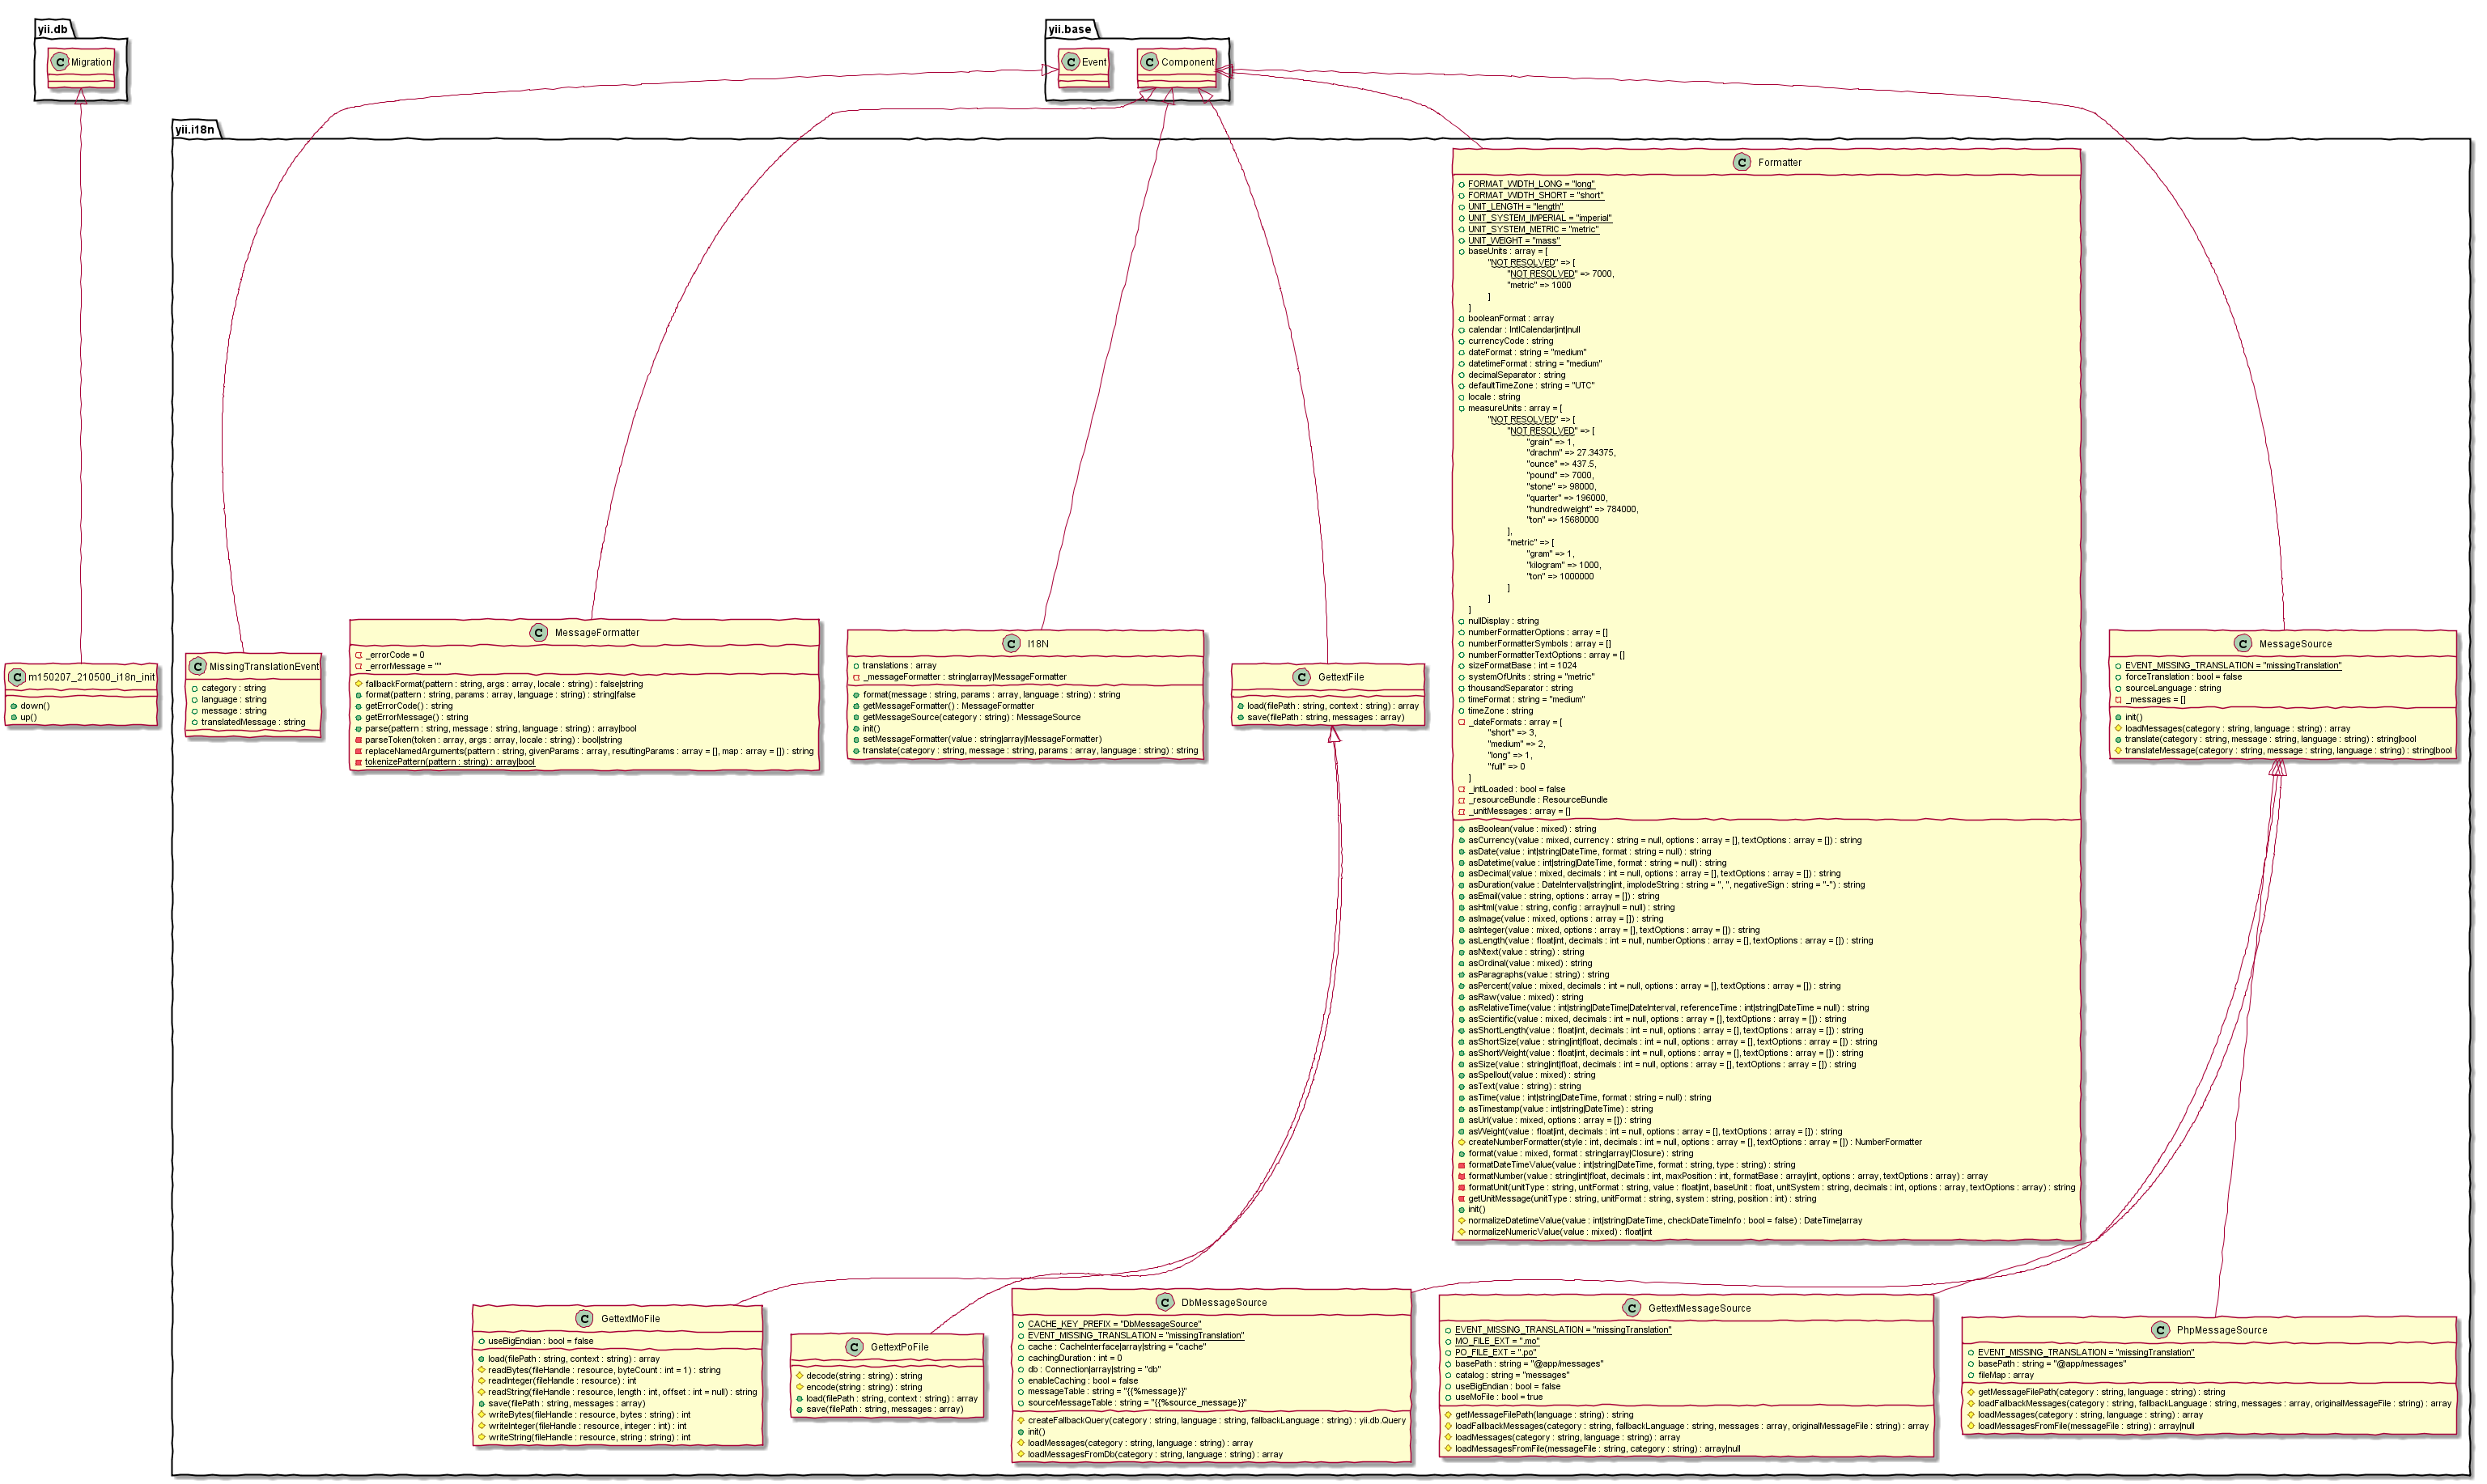 yii.db
C Migration
yii.base
C Event
C Component
yii.i18n
C Formatter
FORMAT_WIDTH_LONG = "long"
FORMAT_WIDTH_SHORT = "short"
UNIT_LENGTH = "length"
UNIT_SYSTEM_IMPERIAL = "imperial"
UNIT_SYSTEM_METRIC = "metric"
UNIT_WEIGHT = "mass"
baseUnits : array = [
"NOT RESOLVED" => [
"NOT RESOLVED" => 7000,
"metric" => 1000
]
]
booleanFormat : array
calendar : IntlCalendar|int|null
currencyCode : string
dateFormat : string = "medium"
datetimeFormat : string = "medium"
decimalSeparator : string
defaultTimeZone : string = "UTC"
locale : string
measureUnits : array = [
"NOT RESOLVED" => [
"NOT RESOLVED" => [
"grain" => 1,
"drachm" => 27.34375,
"ounce" => 437.5,
"pound" => 7000,
"stone" => 98000,
"quarter" => 196000,
"hundredweight" => 784000,
"ton" => 15680000
],
"metric" => [
"gram" => 1,
"kilogram" => 1000,
"ton" => 1000000
]
]
]
nullDisplay : string
numberFormatterOptions : array = []
numberFormatterSymbols : array = []
numberFormatterTextOptions : array = []
sizeFormatBase : int = 1024
systemOfUnits : string = "metric"
thousandSeparator : string
timeFormat : string = "medium"
timeZone : string
_dateFormats : array = [
"short" => 3,
"medium" => 2,
"long" => 1,
"full" => 0
]
_intlLoaded : bool = false
_resourceBundle : ResourceBundle
_unitMessages : array = []
asBoolean(value : mixed) : string
asCurrency(value : mixed, currency : string = null, options : array = [], textOptions : array = []) : string
asDate(value : int|string|DateTime, format : string = null) : string
asDatetime(value : int|string|DateTime, format : string = null) : string
asDecimal(value : mixed, decimals : int = null, options : array = [], textOptions : array = []) : string
asDuration(value : DateInterval|string|int, implodeString : string = ", ", negativeSign : string = "-") : string
asEmail(value : string, options : array = []) : string
asHtml(value : string, config : array|null = null) : string
asImage(value : mixed, options : array = []) : string
asInteger(value : mixed, options : array = [], textOptions : array = []) : string
asLength(value : float|int, decimals : int = null, numberOptions : array = [], textOptions : array = []) : string
asNtext(value : string) : string
asOrdinal(value : mixed) : string
asParagraphs(value : string) : string
asPercent(value : mixed, decimals : int = null, options : array = [], textOptions : array = []) : string
asRaw(value : mixed) : string
asRelativeTime(value : int|string|DateTime|DateInterval, referenceTime : int|string|DateTime = null) : string
asScientific(value : mixed, decimals : int = null, options : array = [], textOptions : array = []) : string
asShortLength(value : float|int, decimals : int = null, options : array = [], textOptions : array = []) : string
asShortSize(value : string|int|float, decimals : int = null, options : array = [], textOptions : array = []) : string
asShortWeight(value : float|int, decimals : int = null, options : array = [], textOptions : array = []) : string
asSize(value : string|int|float, decimals : int = null, options : array = [], textOptions : array = []) : string
asSpellout(value : mixed) : string
asText(value : string) : string
asTime(value : int|string|DateTime, format : string = null) : string
asTimestamp(value : int|string|DateTime) : string
asUrl(value : mixed, options : array = []) : string
asWeight(value : float|int, decimals : int = null, options : array = [], textOptions : array = []) : string
createNumberFormatter(style : int, decimals : int = null, options : array = [], textOptions : array = []) : NumberFormatter
format(value : mixed, format : string|array|Closure) : string
formatDateTimeValue(value : int|string|DateTime, format : string, type : string) : string
formatNumber(value : string|int|float, decimals : int, maxPosition : int, formatBase : array|int, options : array, textOptions : array) : array
formatUnit(unitType : string, unitFormat : string, value : float|int, baseUnit : float, unitSystem : string, decimals : int, options : array, textOptions : array) : string
getUnitMessage(unitType : string, unitFormat : string, system : string, position : int) : string
init()
normalizeDatetimeValue(value : int|string|DateTime, checkDateTimeInfo : bool = false) : DateTime|array
normalizeNumericValue(value : mixed) : float|int
C m150207_210500_i18n_init
down()
up()
C MissingTranslationEvent
category : string
language : string
message : string
translatedMessage : string
C MessageFormatter
_errorCode = 0
_errorMessage = ""
fallbackFormat(pattern : string, args : array, locale : string) : false|string
format(pattern : string, params : array, language : string) : string|false
getErrorCode() : string
getErrorMessage() : string
parse(pattern : string, message : string, language : string) : array|bool
parseToken(token : array, args : array, locale : string) : bool|string
replaceNamedArguments(pattern : string, givenParams : array, resultingParams : array = [], map : array = []) : string
tokenizePattern(pattern : string) : array|bool
C I18N
translations : array
_messageFormatter : string|array|MessageFormatter
format(message : string, params : array, language : string) : string
getMessageFormatter() : MessageFormatter
getMessageSource(category : string) : MessageSource
init()
setMessageFormatter(value : string|array|MessageFormatter)
translate(category : string, message : string, params : array, language : string) : string
C GettextFile
load(filePath : string, context : string) : array
save(filePath : string, messages : array)
C MessageSource
EVENT_MISSING_TRANSLATION = "missingTranslation"
forceTranslation : bool = false
sourceLanguage : string
_messages = []
init()
loadMessages(category : string, language : string) : array
translate(category : string, message : string, language : string) : string|bool
translateMessage(category : string, message : string, language : string) : string|bool
C GettextMoFile
useBigEndian : bool = false
load(filePath : string, context : string) : array
readBytes(fileHandle : resource, byteCount : int = 1) : string
readInteger(fileHandle : resource) : int
readString(fileHandle : resource, length : int, offset : int = null) : string
save(filePath : string, messages : array)
writeBytes(fileHandle : resource, bytes : string) : int
writeInteger(fileHandle : resource, integer : int) : int
writeString(fileHandle : resource, string : string) : int
C GettextPoFile
decode(string : string) : string
encode(string : string) : string
load(filePath : string, context : string) : array
save(filePath : string, messages : array)
C DbMessageSource
CACHE_KEY_PREFIX = "DbMessageSource"
EVENT_MISSING_TRANSLATION = "missingTranslation"
cache : CacheInterface|array|string = "cache"
cachingDuration : int = 0
db : Connection|array|string = "db"
enableCaching : bool = false
messageTable : string = "{{%message}}"
sourceMessageTable : string = "{{%source_message}}"
createFallbackQuery(category : string, language : string, fallbackLanguage : string) : yii.db.Query
init()
loadMessages(category : string, language : string) : array
loadMessagesFromDb(category : string, language : string) : array
C GettextMessageSource
EVENT_MISSING_TRANSLATION = "missingTranslation"
MO_FILE_EXT = ".mo"
PO_FILE_EXT = ".po"
basePath : string = "@app/messages"
catalog : string = "messages"
useBigEndian : bool = false
useMoFile : bool = true
getMessageFilePath(language : string) : string
loadFallbackMessages(category : string, fallbackLanguage : string, messages : array, originalMessageFile : string) : array
loadMessages(category : string, language : string) : array
loadMessagesFromFile(messageFile : string, category : string) : array|null
C PhpMessageSource
EVENT_MISSING_TRANSLATION = "missingTranslation"
basePath : string = "@app/messages"
fileMap : array
getMessageFilePath(category : string, language : string) : string
loadFallbackMessages(category : string, fallbackLanguage : string, messages : array, originalMessageFile : string) : array
loadMessages(category : string, language : string) : array
loadMessagesFromFile(messageFile : string) : array|null